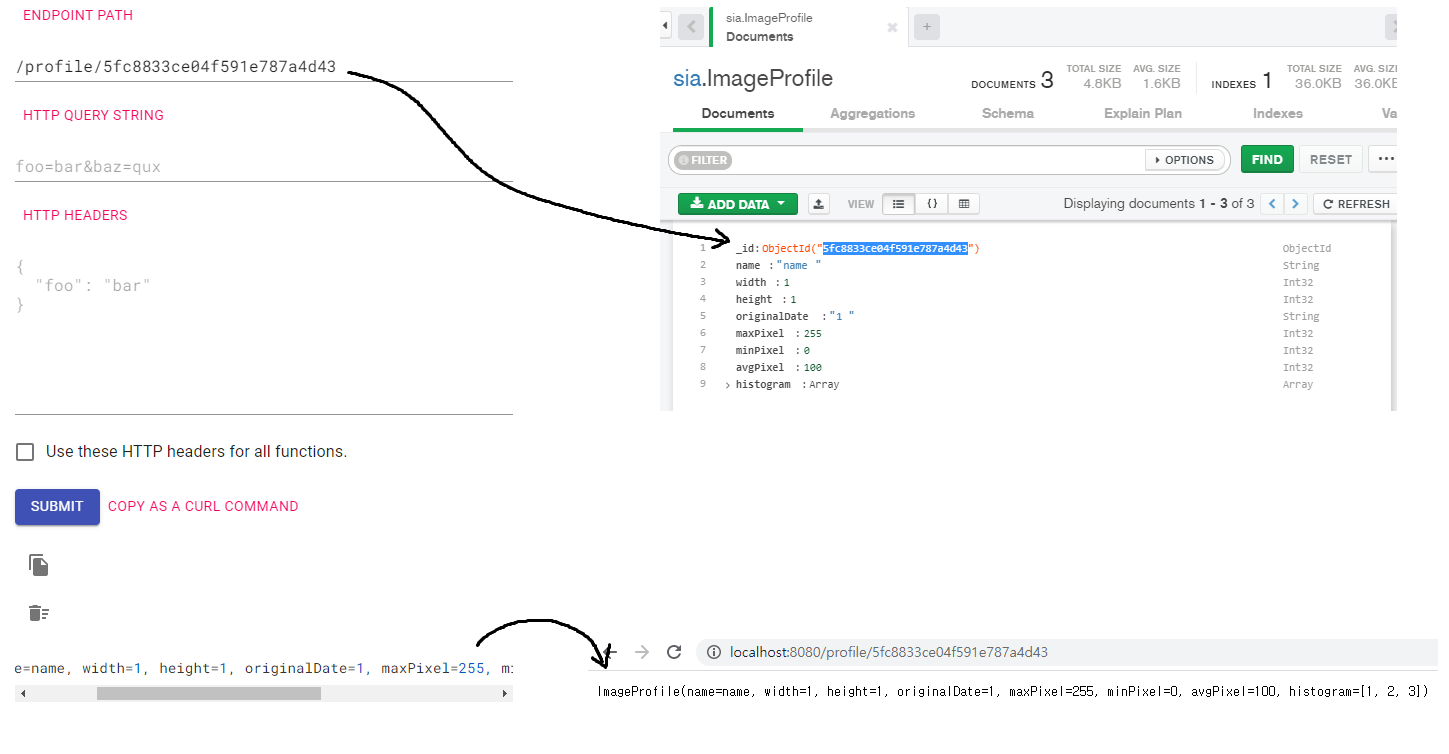 ENDPOINT PATH
/profile/5fc8833ce04f591e787a4d43
HTTP QUERY STRING
foo=bar&baz=qux
HTTP HEADERS
{
"foo": "bar"
}
Use these HTTP headers for all functions.
SUBMIT COPY AS A CURL COMMAND
e=name, width=1, height=1, originalDate=1, maxPixel=255, mi
sia.ImageProfile
Documents
sia.ImageProfile
DOCUMENTS 3 TOTAL SIZE 4.8KB AVG. SIZE 1.6KB INDEXES 1 TOTAL SIZE 36.0KB AVG. SIZ 36.0KB
Documents Aggregations Schema Explain Plan Indexes Va
FILTER OPTIONS FIND RESET ...
ADD DATA VIEW {} Displaying documents 1 - 3 of 3 REFRESH
1 _id:ObjectId("5fc8833ce04f591e787a4d43") ObjectId
2 name :"name " String
3 width :1 Int32
4 height :1 Int32
5 originalDate :"1 " String
6 maxPixel :255 Int32
7 minPixel :0 Int32
8 avgPixel :100 Int32
9 > histogram :Array Array
localhost:8080/profile/5fc8833ce04f591e787a4d43
ImageProfile(name=name, width=1, height=1, originalDate=1, maxPixel=255, minPixel=0, avgPixel=100, histogram=[1, 2, 3])